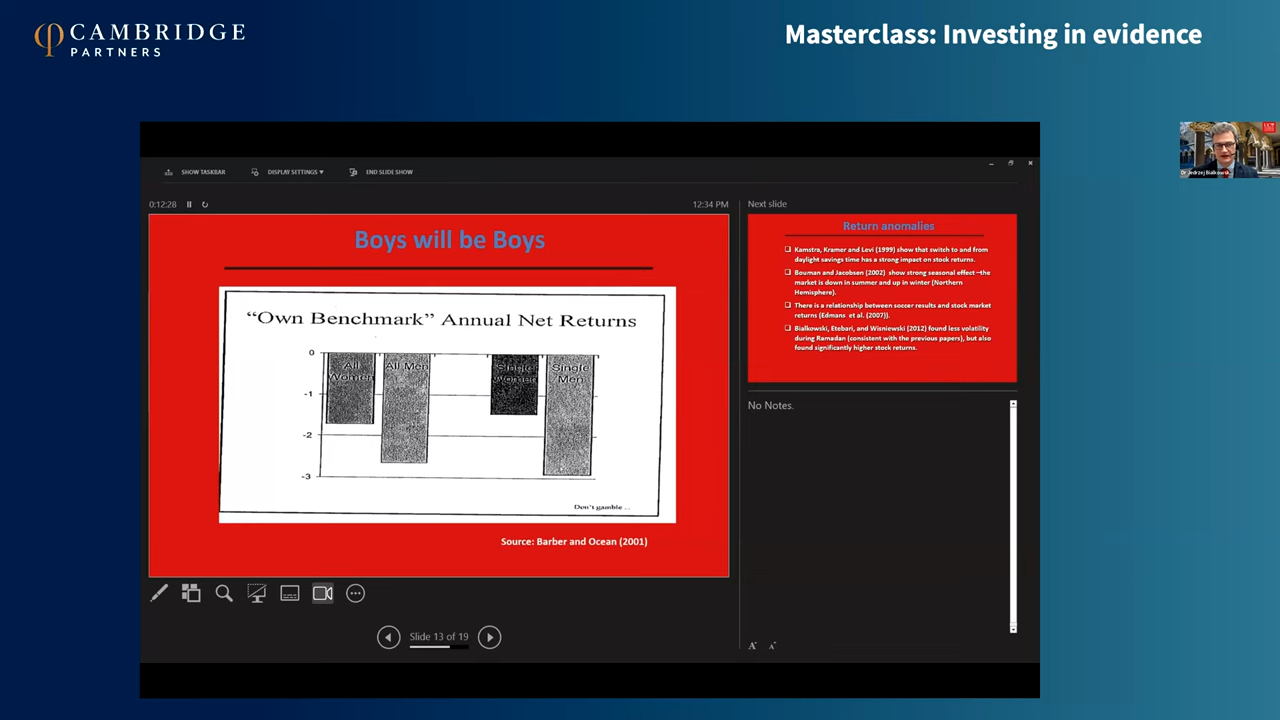 CAMBRIDGE
PARTNERS
Masterclass: Investing in evidence
SHOW TASKBAR
DISPLAY SETTINGS ▾
END SLIDE SHOW
0:12:28
12:34 PM
Boys will be Boys
"Own Benchmark" Annual Net Returns
0
-1
-2
-3
All
Women
All Men
Single
Women
Single
Men
Don't gamble ..
Source: Barber and Ocean (2001)
Slide 13 of 19
Next slide
Return anomalies
❑ Kamstra, Kramer and Levi (1999) show that switch to and from
daylight savings time has a strong impact on stock returns.
❑ Bouman and Jacobsen (2002) show strong seasonal effect –the
market is down in summer and up in winter (Northern
Hemisphere).
❑ There is a relationship between soccer results and stock market
returns (Edmans et al. (2007)).
❑ Bialkowski, Etebari, and Wisniewski (2012) found less volatility
during Ramadan (consistent with the previous papers), but also
found significantly higher stock returns.
No Notes.
A
A
UC